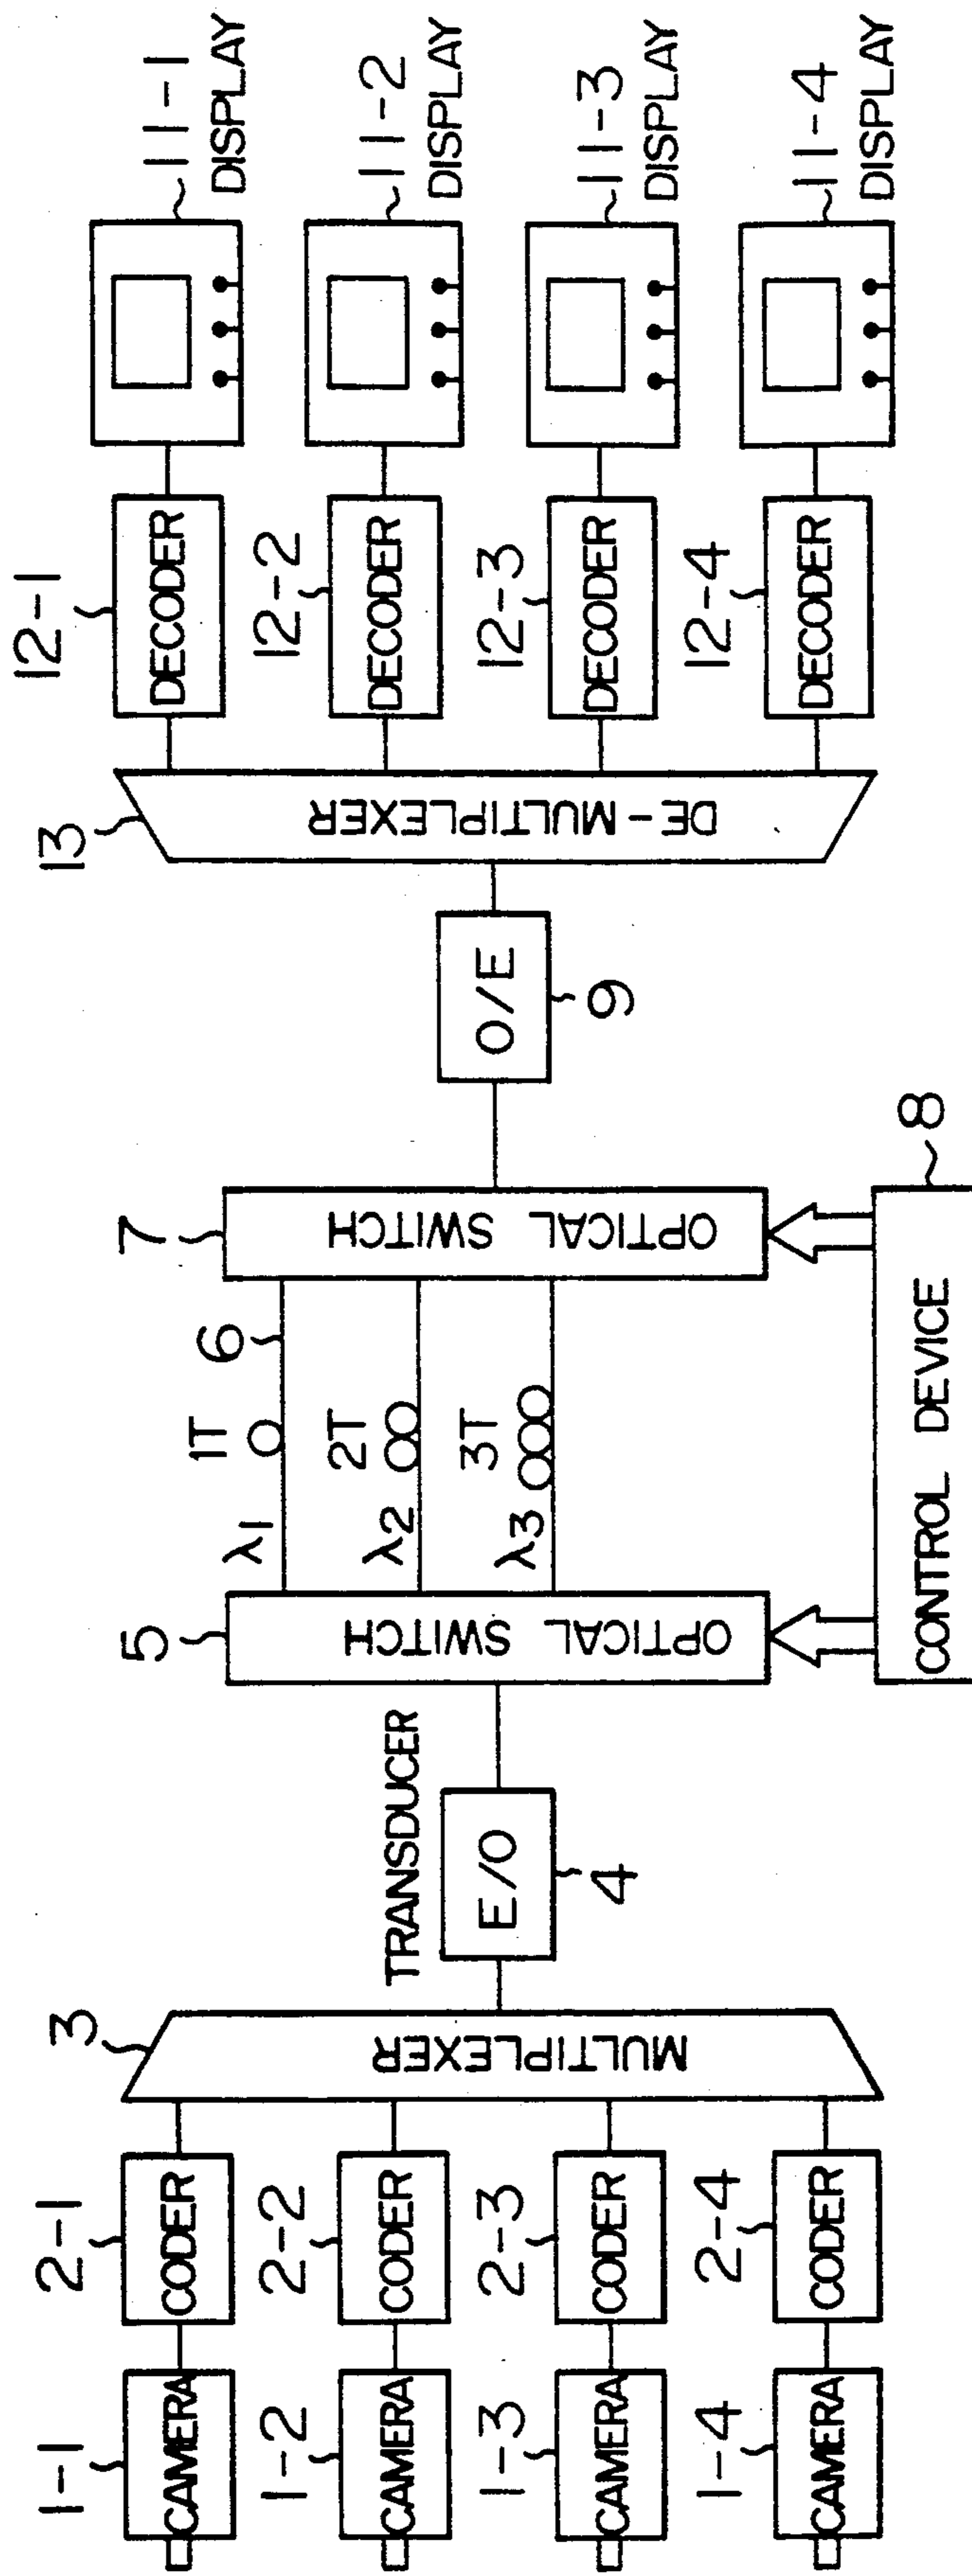 1-1
CAMERA
2-1
CODER
1-2
CAMERA
2-2
CODER
1-3
CAMERA
2-3
CODER
1-4
CAMERA
2-4
CODER
3
MULTIPLEXER
TRANSDUCER
E/O
4
5
OPTICAL SWITCH
λ1
1T
6
λ2
2T
λ3
3T
7
OPTICAL SWITCH
CONTROL DEVICE
8
O/E
9
13
DE-MULTIPLEXER
12-1
DECODER
11-1
DISPLAY
12-2
DECODER
11-2
DISPLAY
12-3
DECODER
11-3
DISPLAY
12-4
DECODER
11-4
DISPLAY